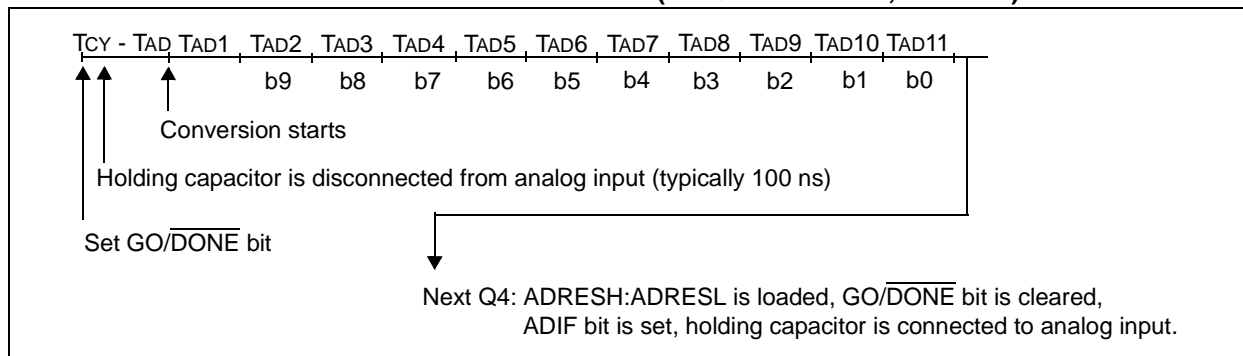 TCY - TAD TAD1 TAD2 TAD3 TAD4 TAD5 TAD6 TAD7 TAD8 TAD9 TAD10 TAD11
b9 b8 b7 b6 b5 b4 b3 b2 b1 b0
Conversion starts
Holding capacitor is disconnected from analog input (typically 100 ns)
Set GO/DONE bit
Next Q4: ADRESH:ADRESL is loaded, GO/DONE bit is cleared,
ADIF bit is set, holding capacitor is connected to analog input.